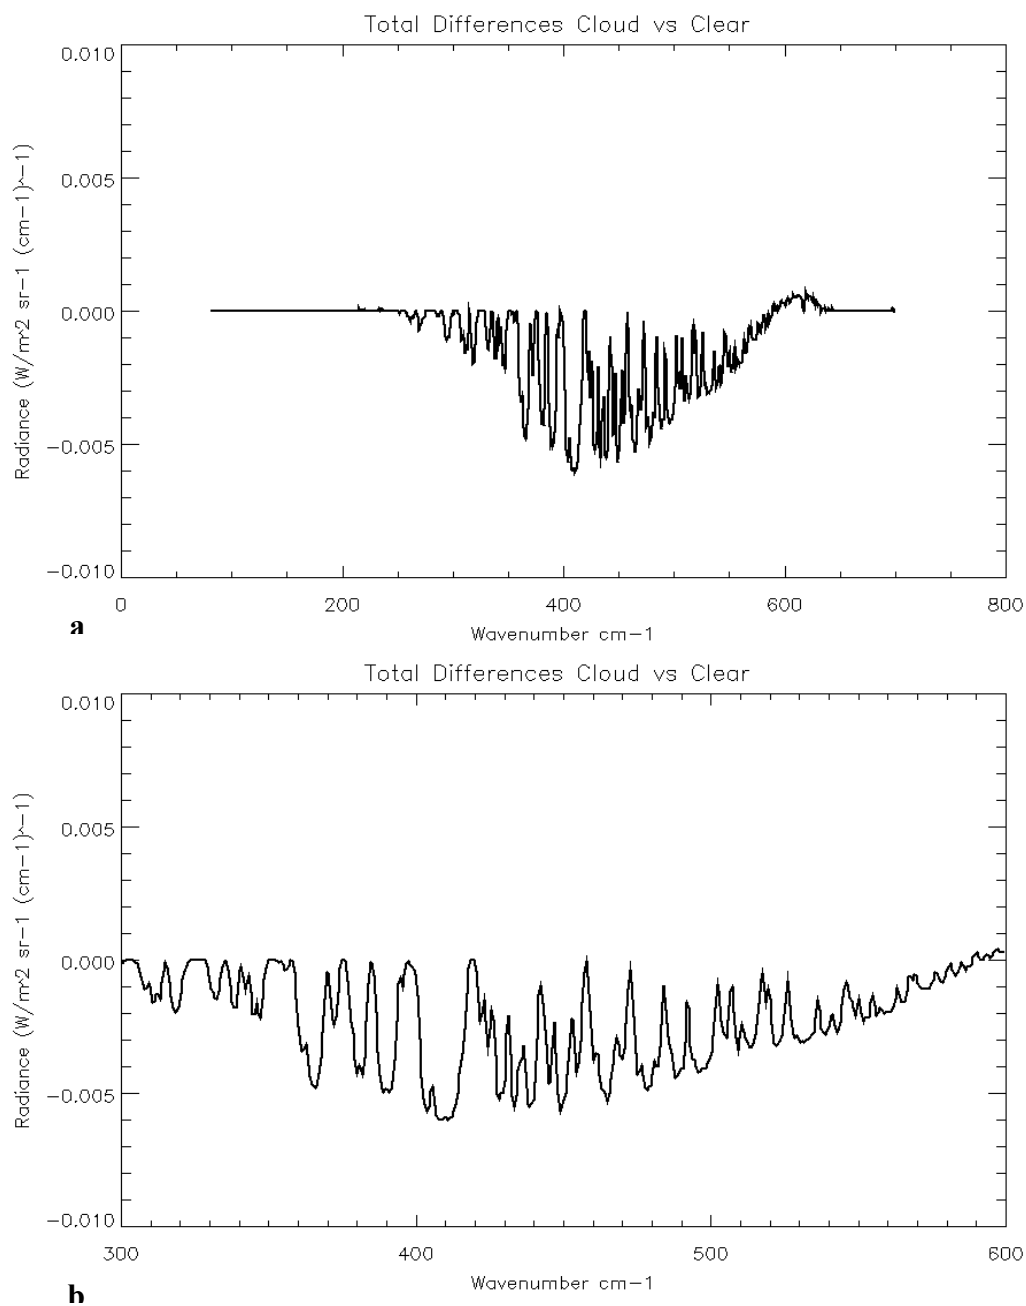 Total Differences Cloud vs Clear
0.010
0.005
0.000
-0.005
-0.010
Radiance (W/m^2 sr-1 (cm-1)^-1)
0 200 400 600 800
Wavenumber cm-1
a
Total Differences Cloud vs Clear
0.010
0.005
0.000
-0.005
-0.010
Radiance (W/m^2 sr-1 (cm-1)^-1)
300 400 500 600
Wavenumber cm-1
b